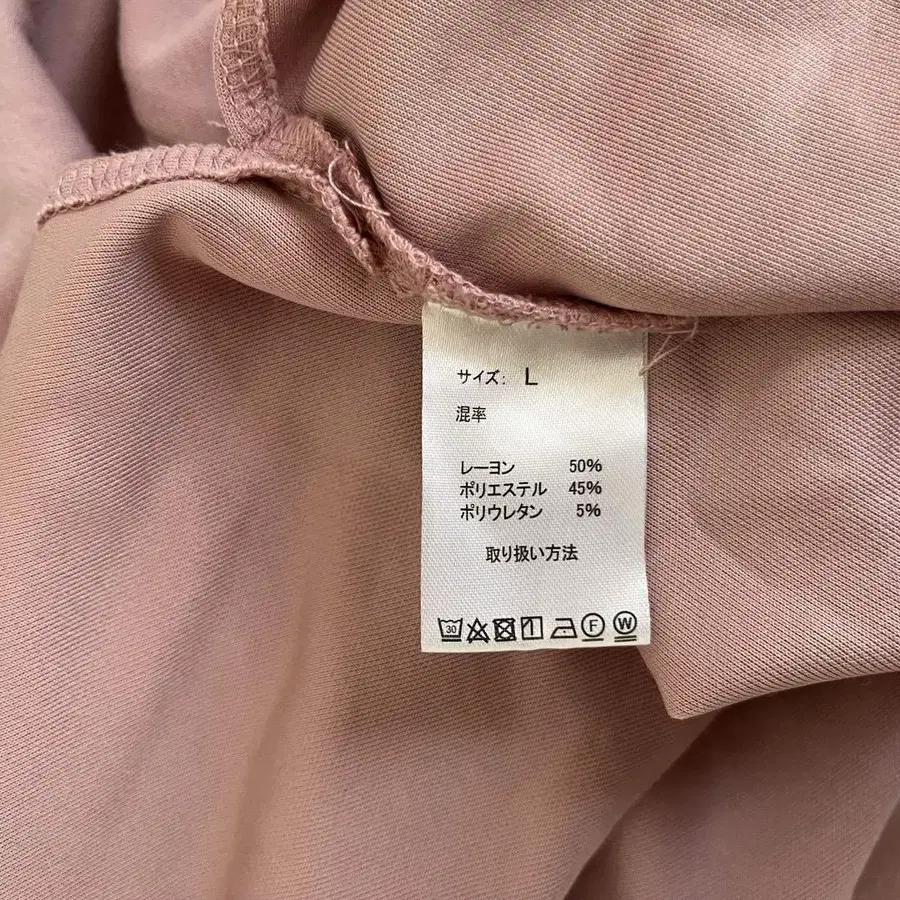 サイズ: L
混率
レーヨン 50%
ポリエステル 45%
ポリウレタン 5%
取り扱い方法
30 F W